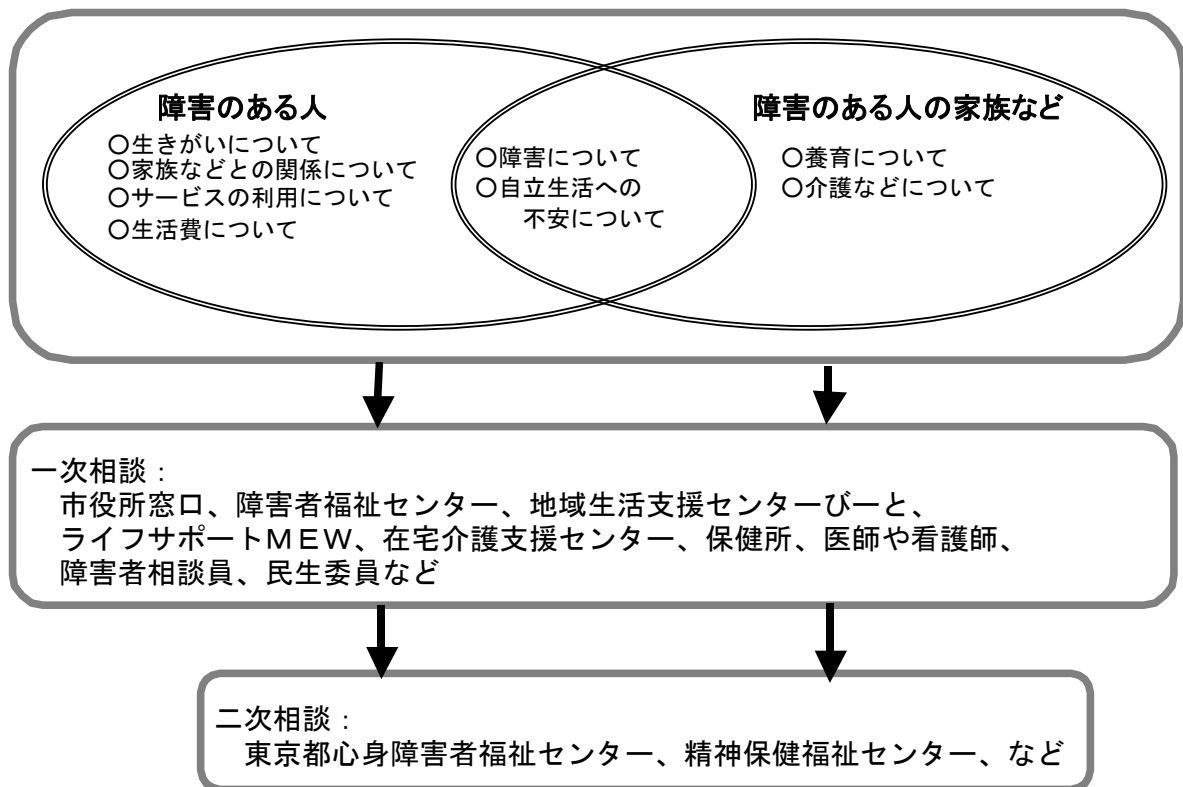 障害のある人
○生きがいについて
○家族などとの関係について
○サービスの利用について
○生活費について
○障害について
○自立生活への
不安について
障害のある人の家族など
○養育について
○介護などについて
一次相談：
市役所窓口、障害者福祉センター、地域生活支援センターびーと、
ライフサポートＭＥＷ、在宅介護支援センター、保健所、医師や看護師、
障害者相談員、民生委員など
二次相談：
東京都心身障害者福祉センター、精神保健福祉センター、など